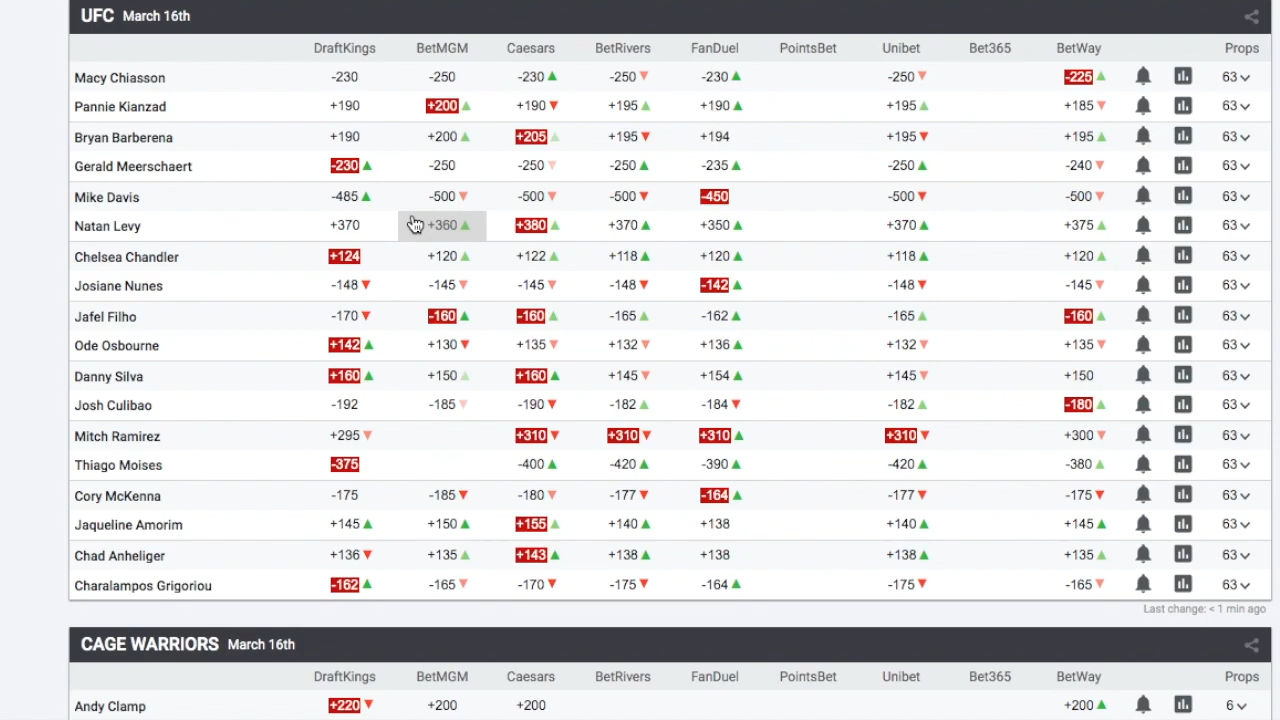 UFC March 16th
DraftKings BetMGM Caesars BetRivers FanDuel PointsBet Unibet Bet365 BetWay Props
Macy Chiasson -230 -250 -230▲ -250▼ -230▲ -250▼ -225▲ 63
Pannie Kianzad +190 +200▲ +190▼ +195▲ +190▲ +195▲ +185▼ 63
Bryan Barberena +190 +200▲ +205▲ +195▼ +194 +195▼ +195▲ 63
Gerald Meerschaert -230▲ -250 -250▼ -250▲ -235▲ -250▲ -240▼ 63
Mike Davis -485▲ -500▼ -500▼ -500▼ -450 -500▼ -500▼ 63
Natan Levy +370 +360▲ +380▲ +370▲ +350▲ +370▲ +375▲ 63
Chelsea Chandler +124 +120▲ +122▲ +118▲ +120▲ +118▲ +120▲ 63
Josiane Nunes -148▼ -145▼ -145▼ -148▼ -142▲ -148▼ -145▼ 63
Jafel Filho -170▼ -160▲ -160▲ -165▲ -162▲ -165▲ -160▲ 63
Ode Osbourne +142▲ +130▼ +135▼ +132▼ +136▲ +132▼ +135▼ 63
Danny Silva +160▲ +150▲ +160▲ +145▼ +154▲ +145▼ +150 63
Josh Culibao -192 -185▼ -190▼ -182▲ -184▼ -182▲ -180▲ 63
Mitch Ramirez +295▼ +310▼ +310▼ +310▲ +310▼ +300▼ 63
Thiago Moises -375 -400▲ -420▲ -390▲ -420▲ -380▲ 63
Cory McKenna -175 -185▼ -180▼ -177▼ -164▲ -177▼ -175▼ 63
Jaqueline Amorim +145▲ +150▲ +155▲ +140▲ +138 +140▲ +145▲ 63
Chad Anheliger +136▼ +135▲ +143▲ +138▲ +138 +138▲ +135▲ 63
Charalampos Grigoriou -162▲ -165▼ -170▼ -175▼ -164▲ -175▼ -165▼ 63
Last change: < 1 min ago
CAGE WARRIORS March 16th
DraftKings BetMGM Caesars BetRivers FanDuel PointsBet Unibet Bet365 BetWay Props
Andy Clamp +220▼ +200 +200 +200▲ 6